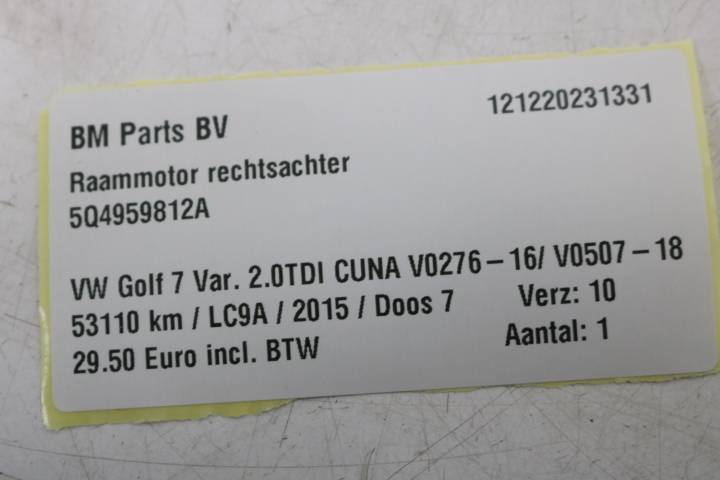 BM Parts BV 121220231331
Raammotor rechtsachter
5Q4959812A
VW Golf 7 Var. 2.0TDI CUNA V0276-16/ V0507-18
53110 km / LC9A / 2015 / Doos 7 Verz: 10
29.50 Euro incl. BTW Aantal: 1